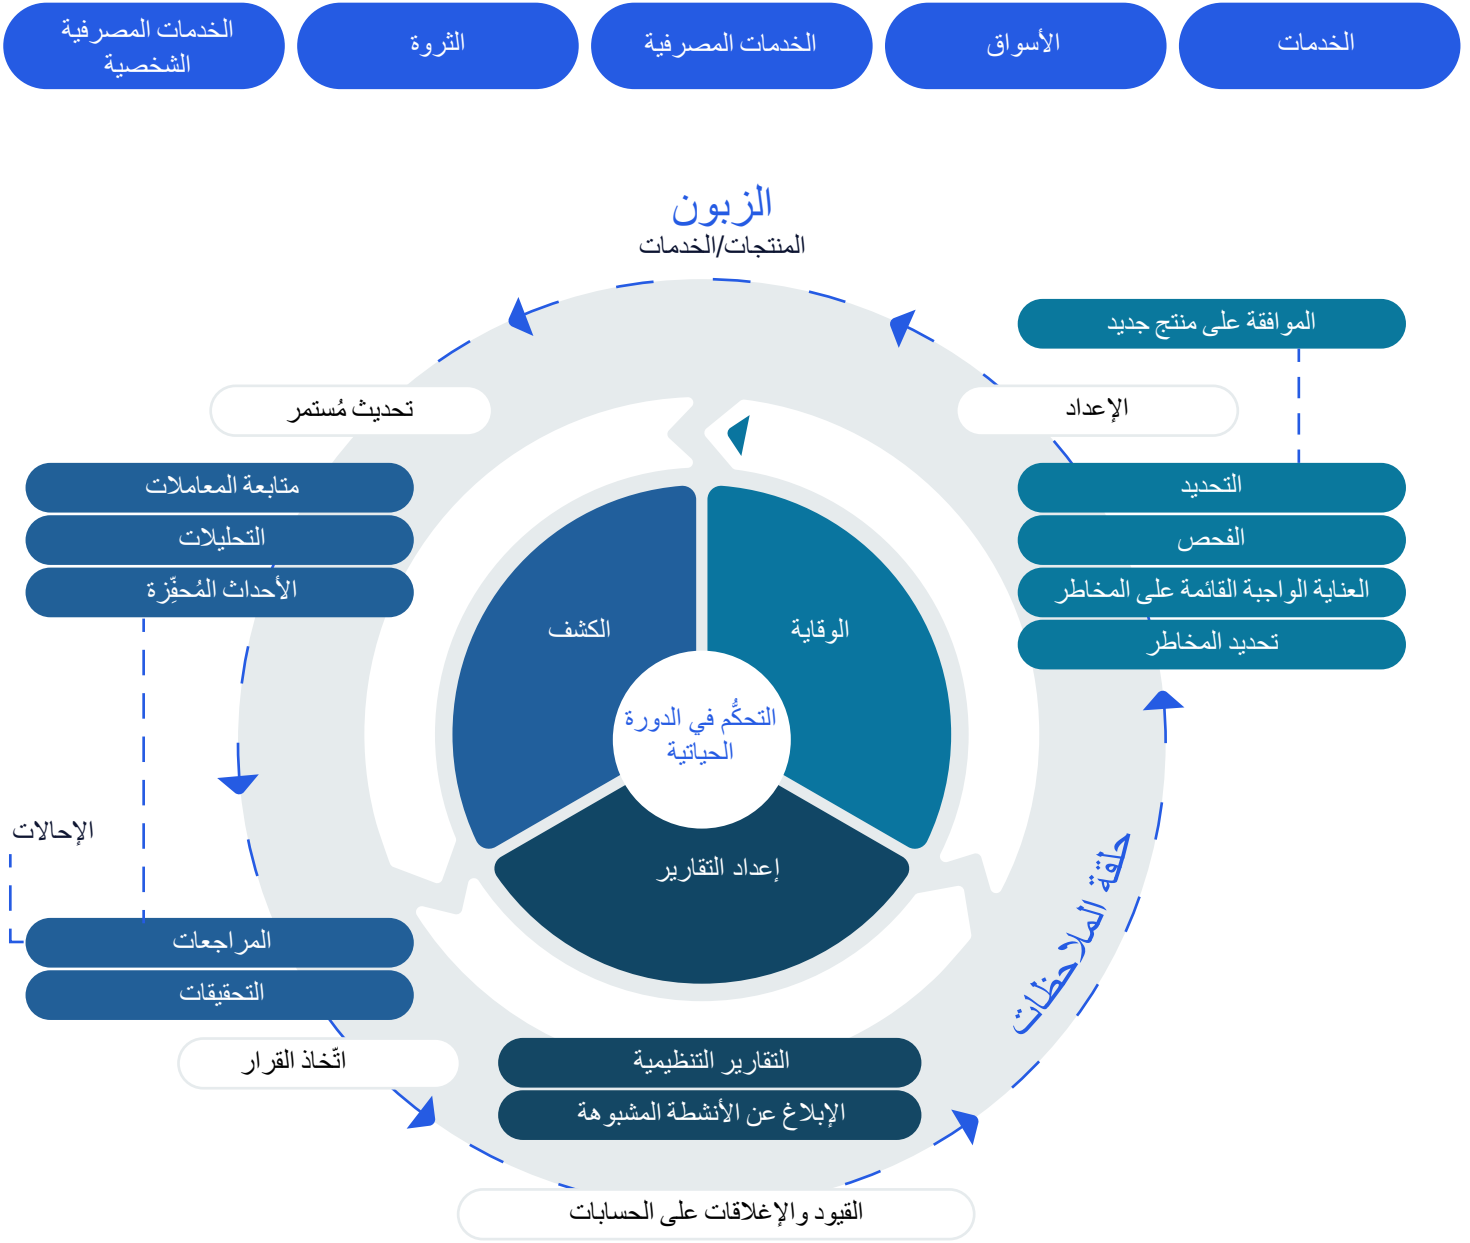 الخدمات
الأسواق
الخدمات المصرفية
الثروة
الخدمات المصرفية
الشخصية
الزبون
المنتجات/الخدمات
الموافقة على منتج جديد
الإعداد
تحديث مُستمر
التحديد
الفحص
العناية الواجبة القائمة على المخاطر
تحديد المخاطر
متابعة المعاملات
التحليلات
الأحداث المُحفِّزة
الوقاية
الكشف
التحكُّم في الدورة
الحياتية
إعداد التقارير
حلقة الملاحظات
الإحالات
المراجعات
التحقيقات
اتّخاذ القرار
التقارير التنظيمية
الإبلاغ عن الأنشطة المشبوهة
القيود والإغلاقات على الحسابات